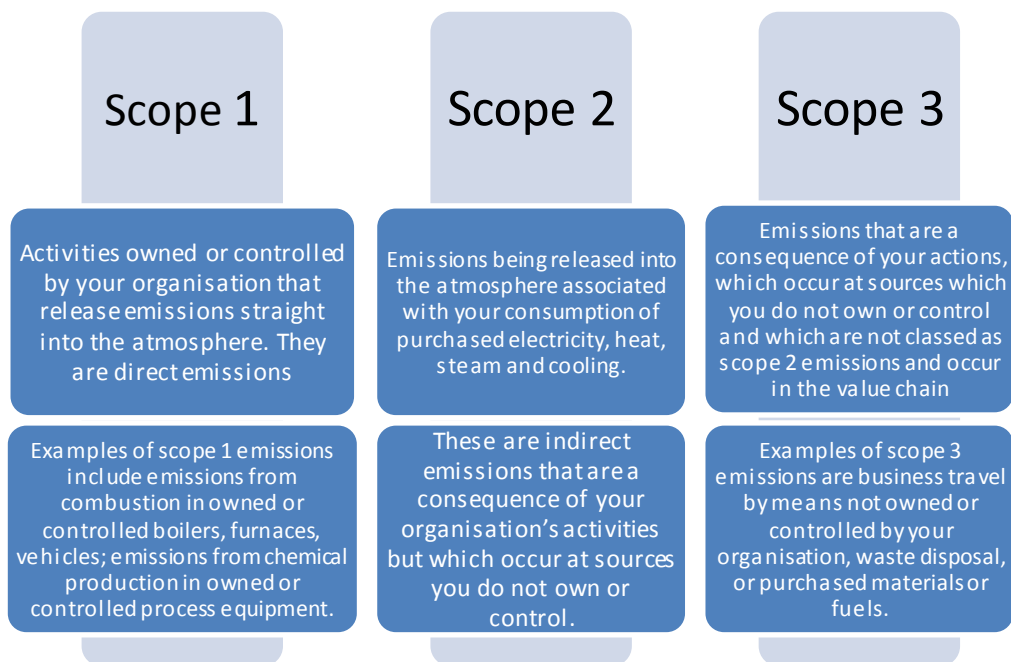 Scope 1
Activities owned or controlled
by your organisation that
release emissions straight
into the atmosphere. They
are direct emissions
Examples of scope 1 emissions
include emissions from
combustion in owned or
controlled boilers, furnaces,
vehicles; emissions from chemical
production in owned or
controlled process equipment.
Scope 2
Emissions being released into
the atmosphere associated
with your consumption of
purchased electricity, heat,
steam and cooling.
These are indirect
emissions that are a
consequence of your
organisation’s activities
but which occur at sources
you do not own or
control.
Scope 3
Emissions that are a
consequence of your actions,
which occur at sources which
you do not own or control
and which are not classed as
scope 2 emissions and occur
in the value chain
Examples of scope 3
emissions are business travel
by means not owned or
controlled by your
organisation, waste disposal,
or purchased materials or
fuels.